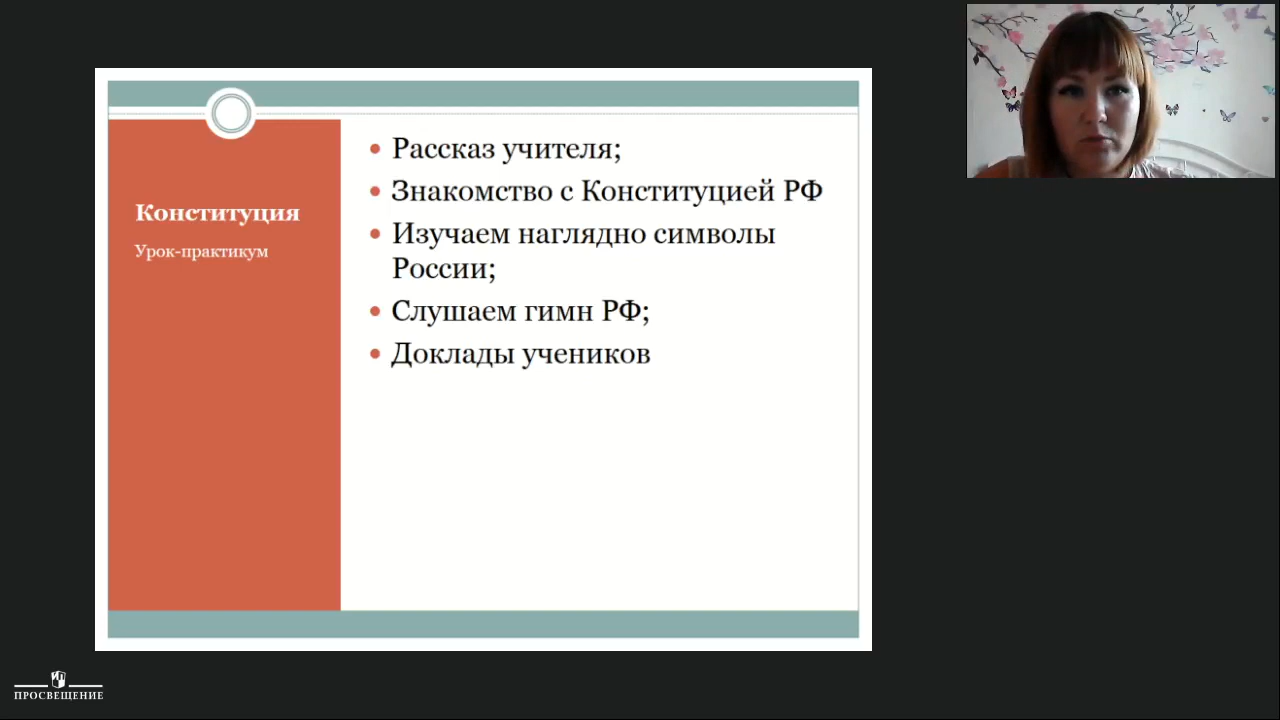 Конституция
Урок-практикум
Рассказ учителя;
Знакомство с Конституцией РФ
Изучаем наглядно символы
России;
Слушаем гимн РФ;
Доклады учеников
ПРОСВЕЩЕНИЕ